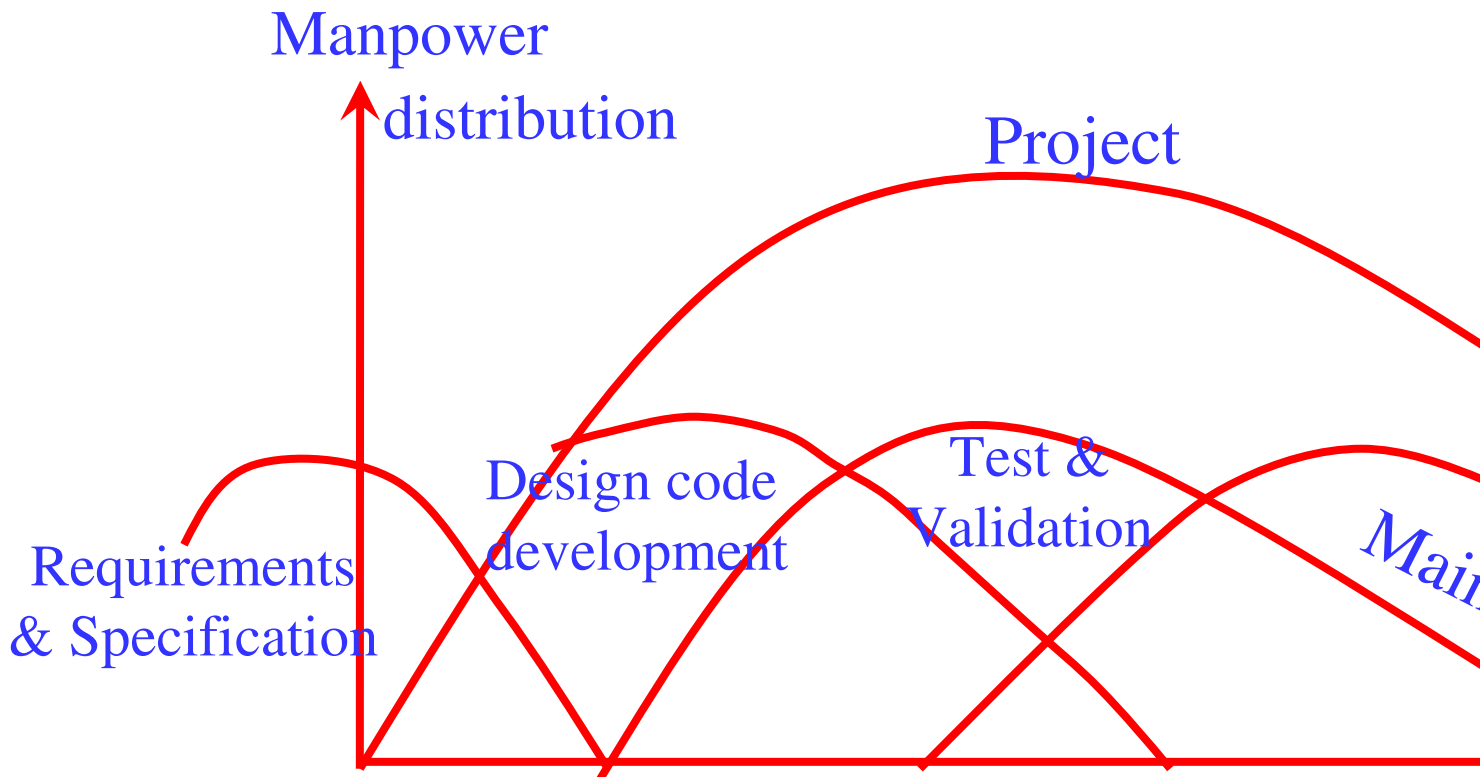 Manpower
distribution
Project
Design code
development
Test &
Validation
Requirements
& Specification